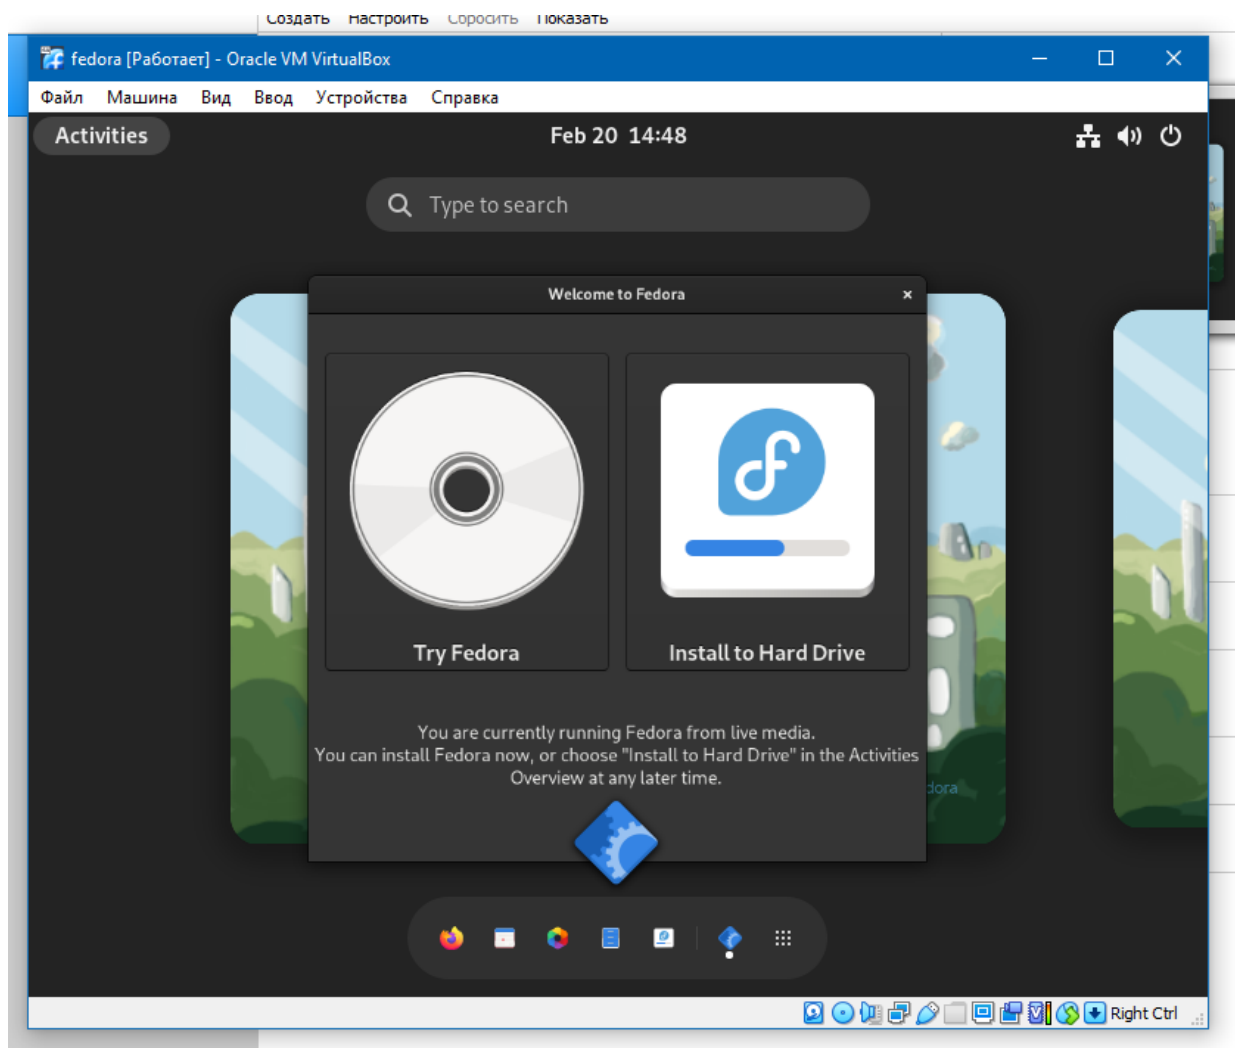 Создать Настроить Сбросить Показать
fedora [Работает] - Oracle VM VirtualBox
Файл Машина Вид Ввод Устройства Справка
Activities
Feb 20 14:48
Type to search
Welcome to Fedora
Try Fedora
Install to Hard Drive
You are currently running Fedora from live media.
You can install Fedora now, or choose "Install to Hard Drive" in the Activities
Overview at any later time.
dora
Right Ctrl